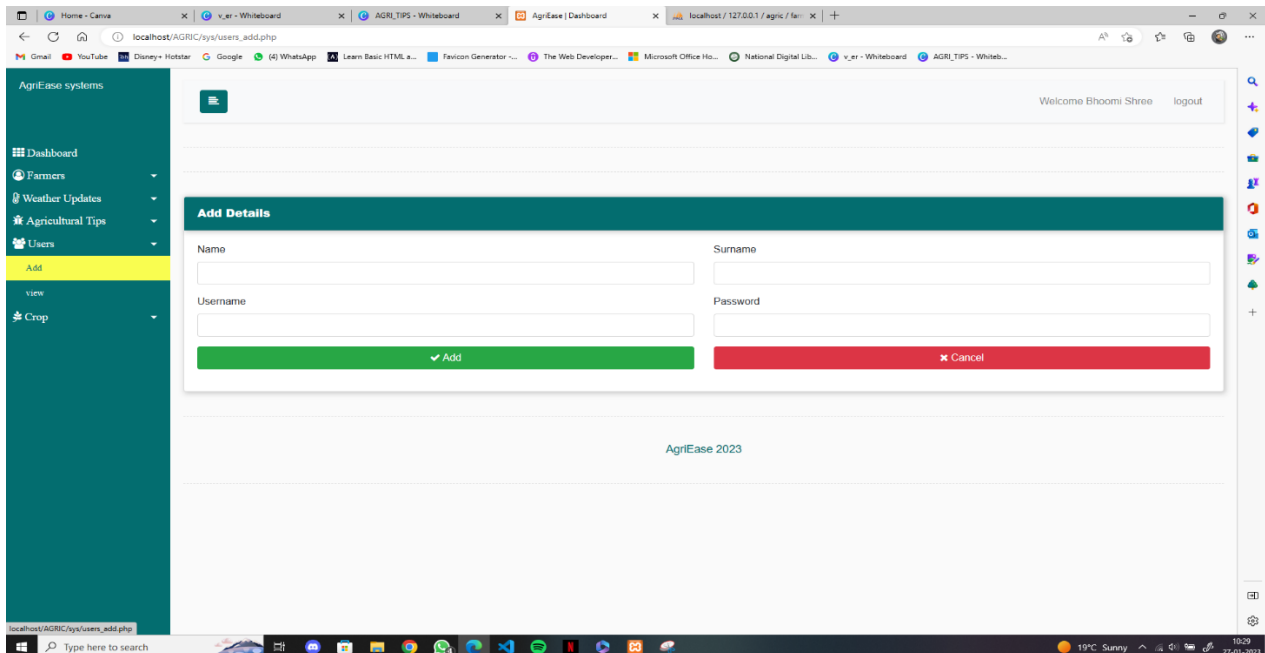 Home - Canva
v_er - Whiteboard
AGRI_TIPS - Whiteboard
AgriEase | Dashboard
localhost / 127.0.0.1 / agric / farm
localhost/AGRIC/sys/users_add.php
Gmail YouTube Disney+ Hotstar Google (4) WhatsApp Learn Basic HTML a... Favicon Generator -... The Web Developer... Microsoft Office Ho... National Digital Lib... v_er - Whiteboard AGRI_TIPS - Whiteb...
AgriEase systems
Welcome Bhoomi Shree logout
Dashboard
Farmers
Weather Updates
Agricultural Tips
Users
Add
view
Crop
Add Details
Name Surname
Username Password
Add Cancel
AgriEase 2023
localhost/AGRIC/sys/users_add.php
Type here to search
19°C Sunny
10:29
27-01-2023